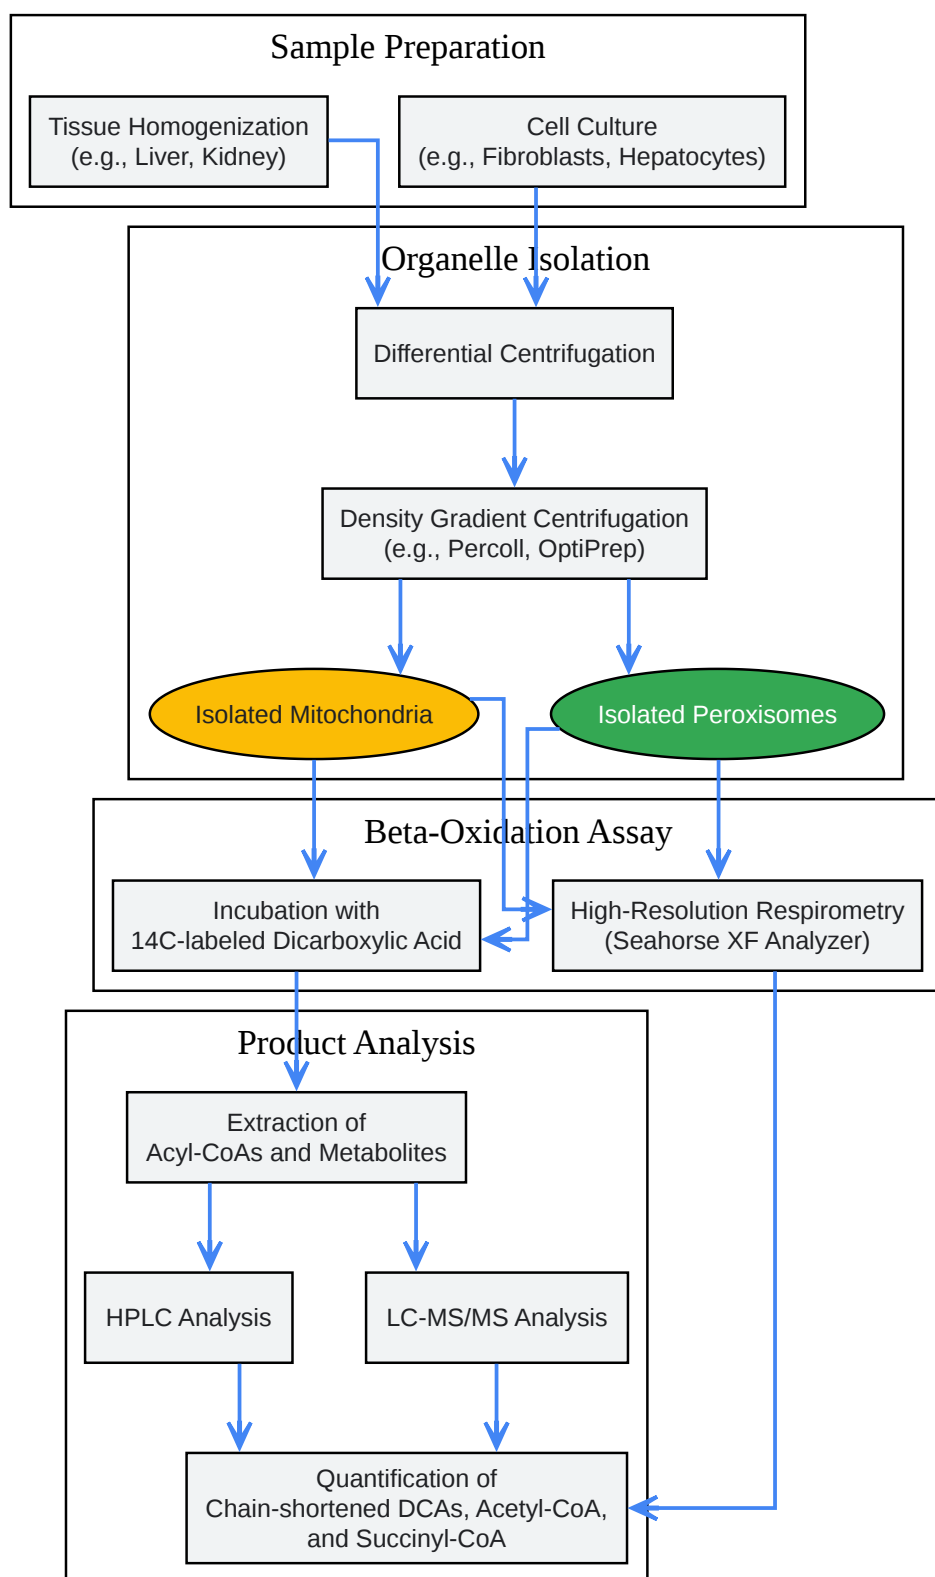 Sample Preparation
Tissue Homogenization
(e.g., Liver, Kidney)
Cell Culture
(e.g., Fibroblasts, Hepatocytes)
Organelle Isolation
Differential Centrifugation
Density Gradient Centrifugation
(e.g., Percoll, OptiPrep)
Isolated Mitochondria
Isolated Peroxisomes
Beta-Oxidation Assay
Incubation with
14C-labeled Dicarboxylic Acid
High-Resolution Respirometry
(Seahorse XF Analyzer)
Product Analysis
Extraction of
Acyl-CoAs and Metabolites
HPLC Analysis
LC-MS/MS Analysis
Quantification of
Chain-shortened DCAs, Acetyl-CoA,
and Succinyl-CoA